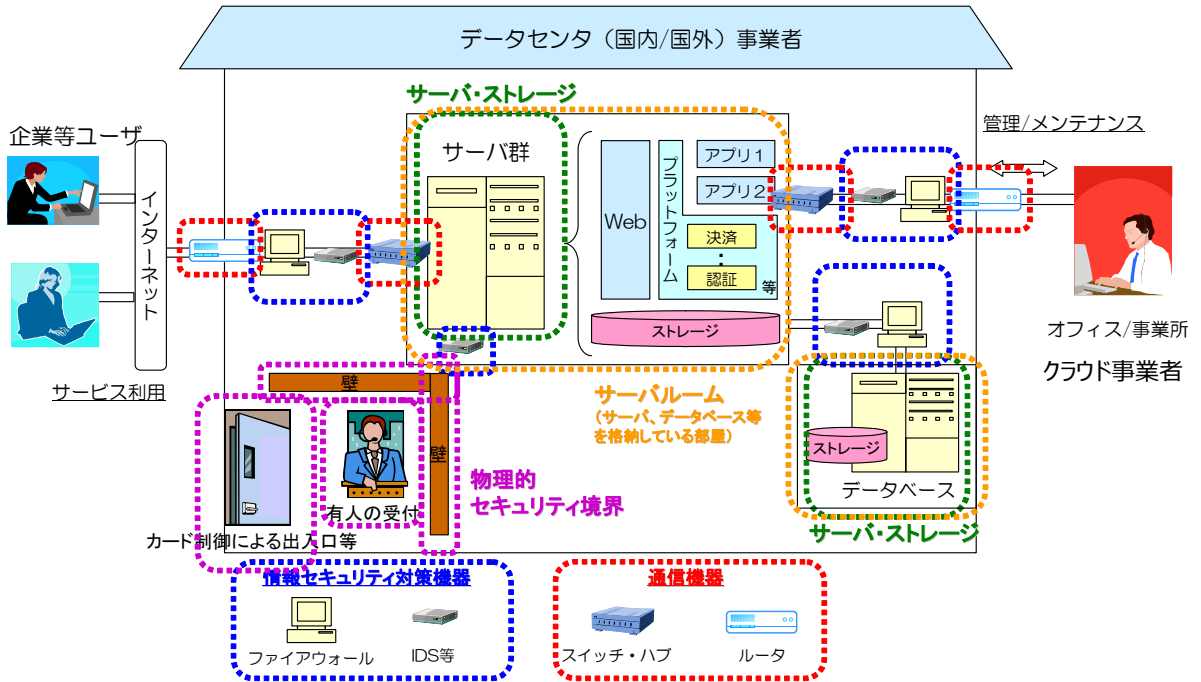 データセンタ（国内/国外）事業者
サーバ・ストレージ
企業等ユーザ
インターネット
サービス利用
サーバ群
Web
プラットフォーム
アプリ１
アプリ２
決済
：
認証
等
ストレージ
管理/メンテナンス
オフィス/事業所
クラウド事業者
サーバルーム
（サーバ、データベース等
を格納している部屋）
ストレージ
データベース
サーバ・ストレージ
壁
壁
物理的
セキュリティ境界
有人の受付
カード制御による出入口等
情報セキュリティ対策機器
ファイアウォール
IDS等
通信機器
スイッチ・ハブ
ルータ